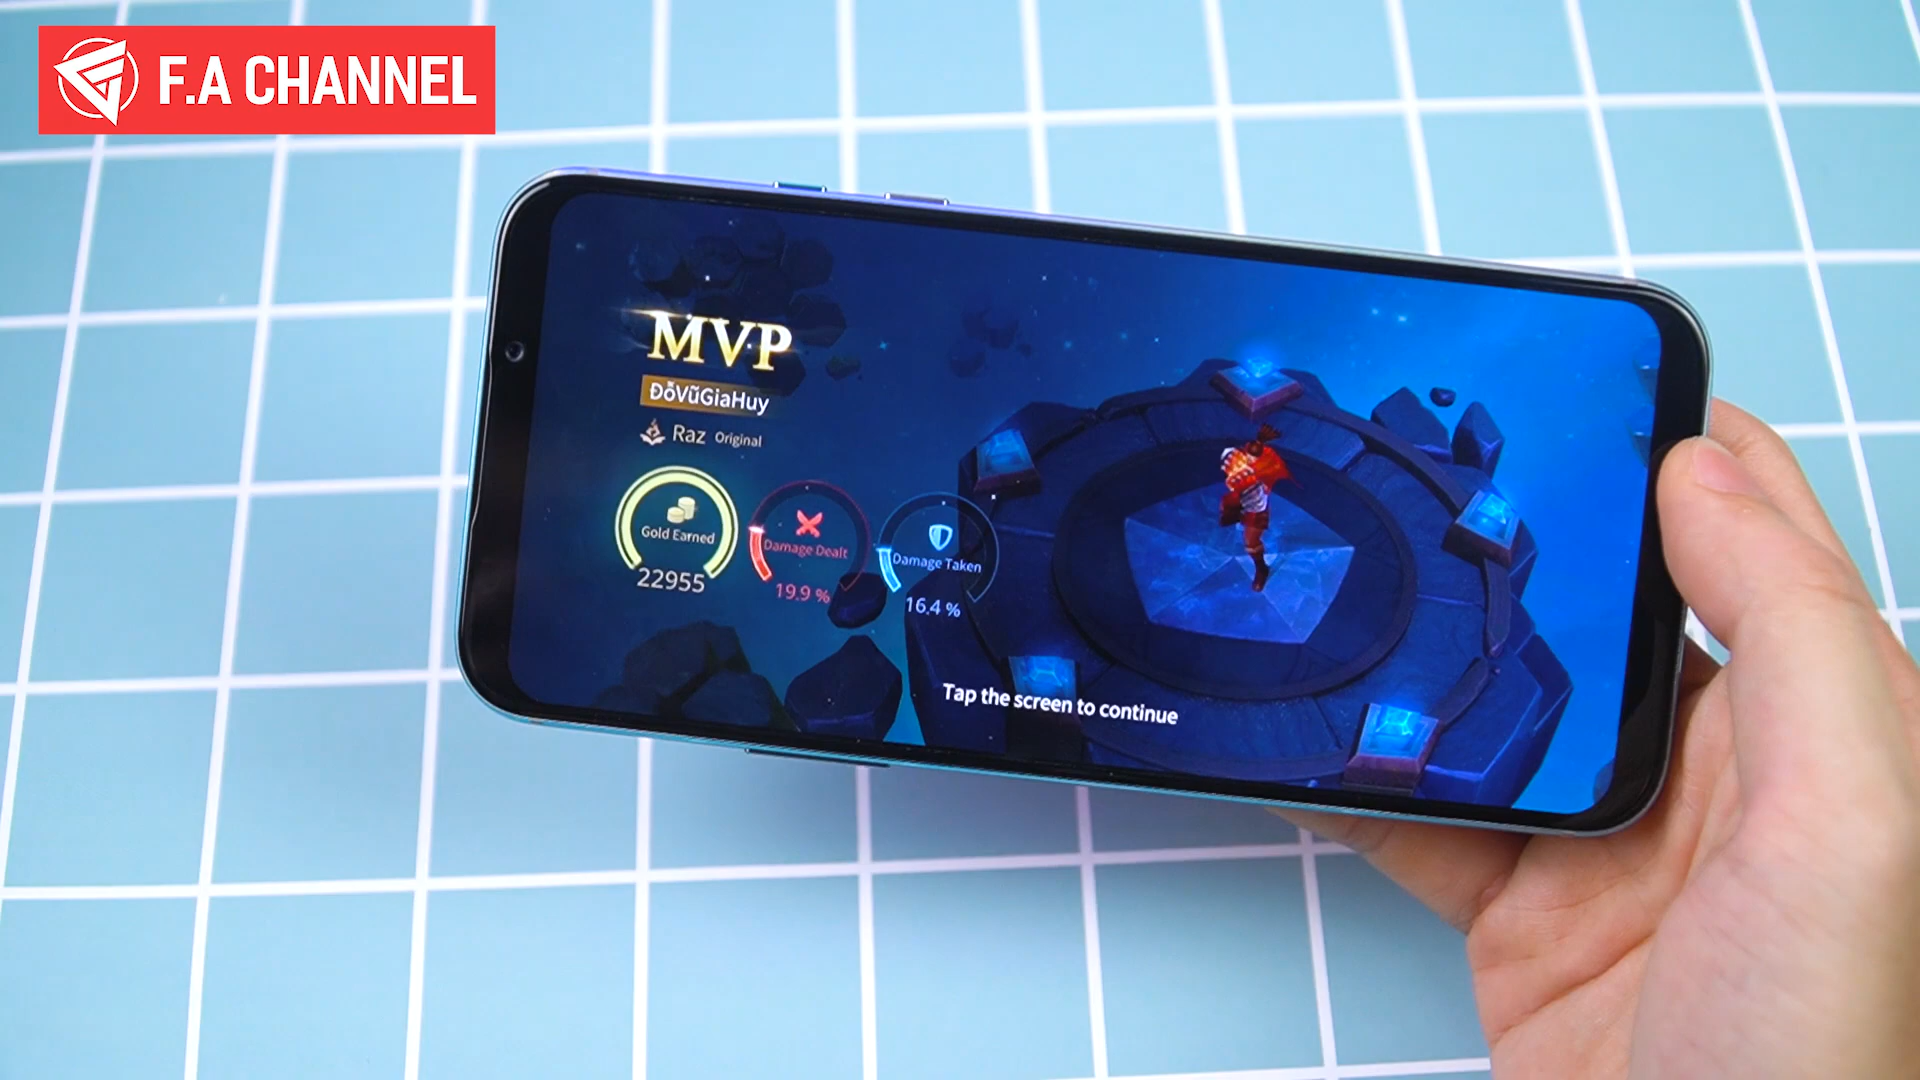 F.A CHANNEL
MVP
ĐỗVũGiaHuy
Raz Original
Gold Earned
22955
Damage Dealt
19.9 %
Damage Taken
16.4 %
Tap the screen to continue